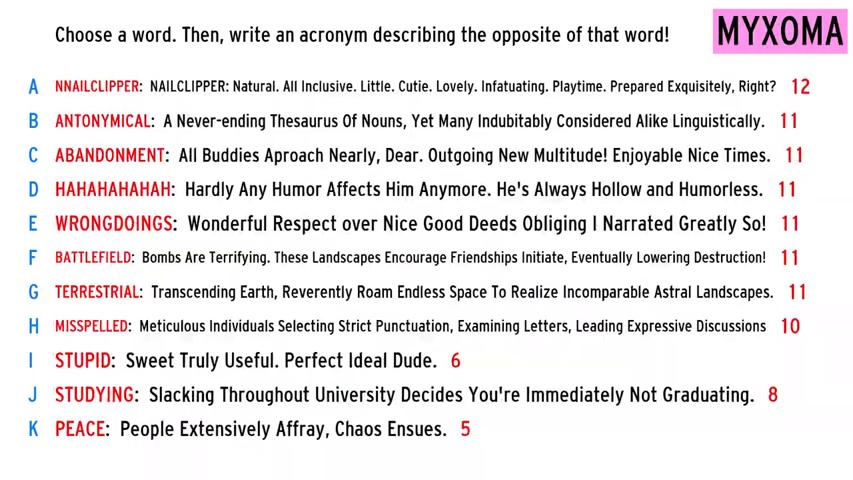 Choose a word. Then, write an acronym describing the opposite of that word!
MYXOMA
A NNAILCLIPPER: NAILCLIPPER: Natural. All Inclusive. Little. Cutie. Lovely. Infatuating. Playtime. Prepared Exquisitely, Right? 12
B ANTONYMICAL: A Never-ending Thesaurus Of Nouns, Yet Many Indubitably Considered Alike Linguistically. 11
C ABANDONMENT: All Buddies Aproach Nearly, Dear. Outgoing New Multitude! Enjoyable Nice Times. 11
D HAHAHAHAHAH: Hardly Any Humor Affects Him Anymore. He's Always Hollow and Humorless. 11
E WRONGDOINGS: Wonderful Respect over Nice Good Deeds Obliging I Narrated Greatly So! 11
F BATTLEFIELD: Bombs Are Terrifying. These Landscapes Encourage Friendships Initiate, Eventually Lowering Destruction! 11
G TERRESTRIAL: Transcending Earth, Reverently Roam Endless Space To Realize Incomparable Astral Landscapes. 11
H MISSPELLED: Meticulous Individuals Selecting Strict Punctuation, Examining Letters, Leading Expressive Discussions 10
I STUPID: Sweet Truly Useful. Perfect Ideal Dude. 6
J STUDYING: Slacking Throughout University Decides You're Immediately Not Graduating. 8
K PEACE: People Extensively Affray, Chaos Ensues. 5